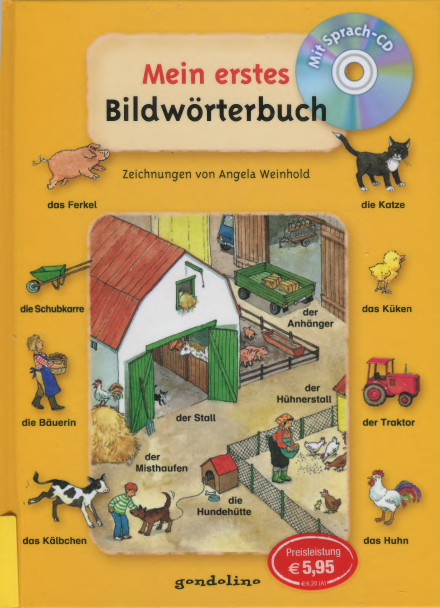 Mit Sprach-CD
Mein erstes
Bildwörterbuch
Zeichnungen von Angela Weinhold
das Ferkel
die Katze
die Schubkarre
der
Anhänger
das Küken
die Bäuerin
der Stall
der
Hühnerstall
der Traktor
der
Misthaufen
die
Hundehütte
das Kälbchen
das Huhn
Preisleistung
€ 5,95
€ 6,20 (A)
gondolino